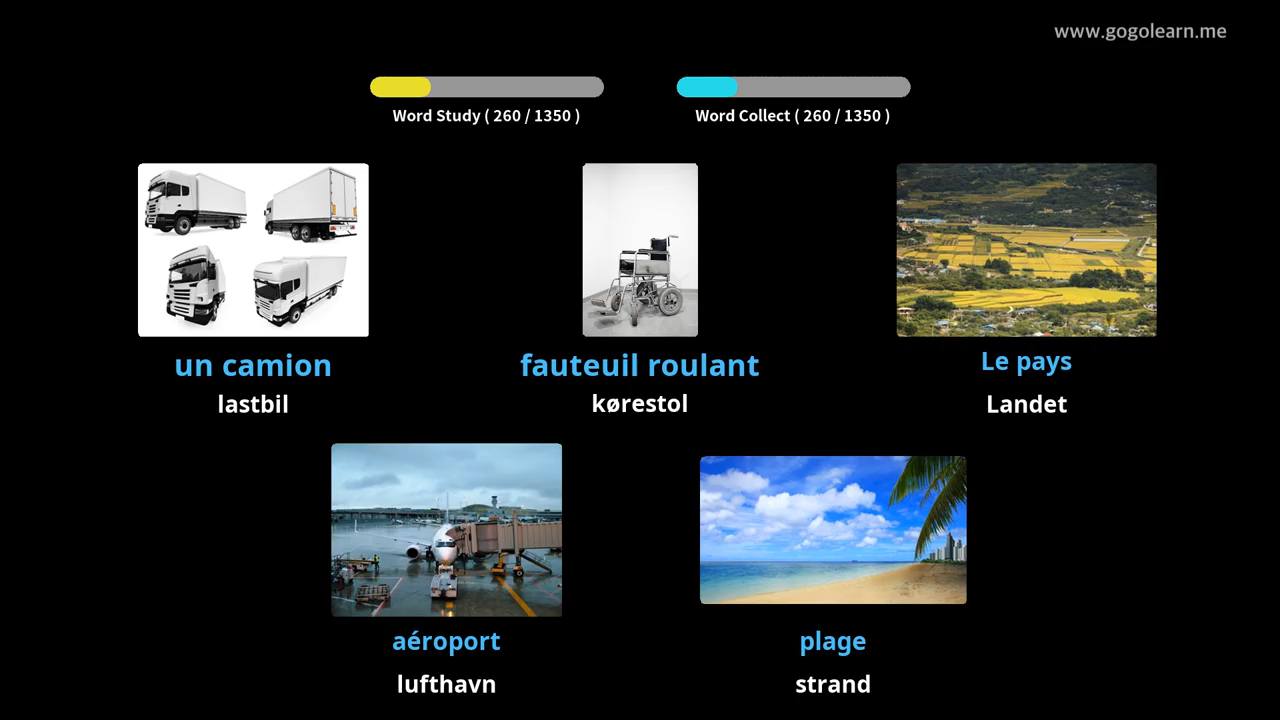 www.gogolearn.me
Word Study ( 260 / 1350 )
Word Collect ( 260 / 1350 )
un camion
lastbil
fauteuil roulant
kørestol
Le pays
Landet
aéroport
lufthavn
plage
strand